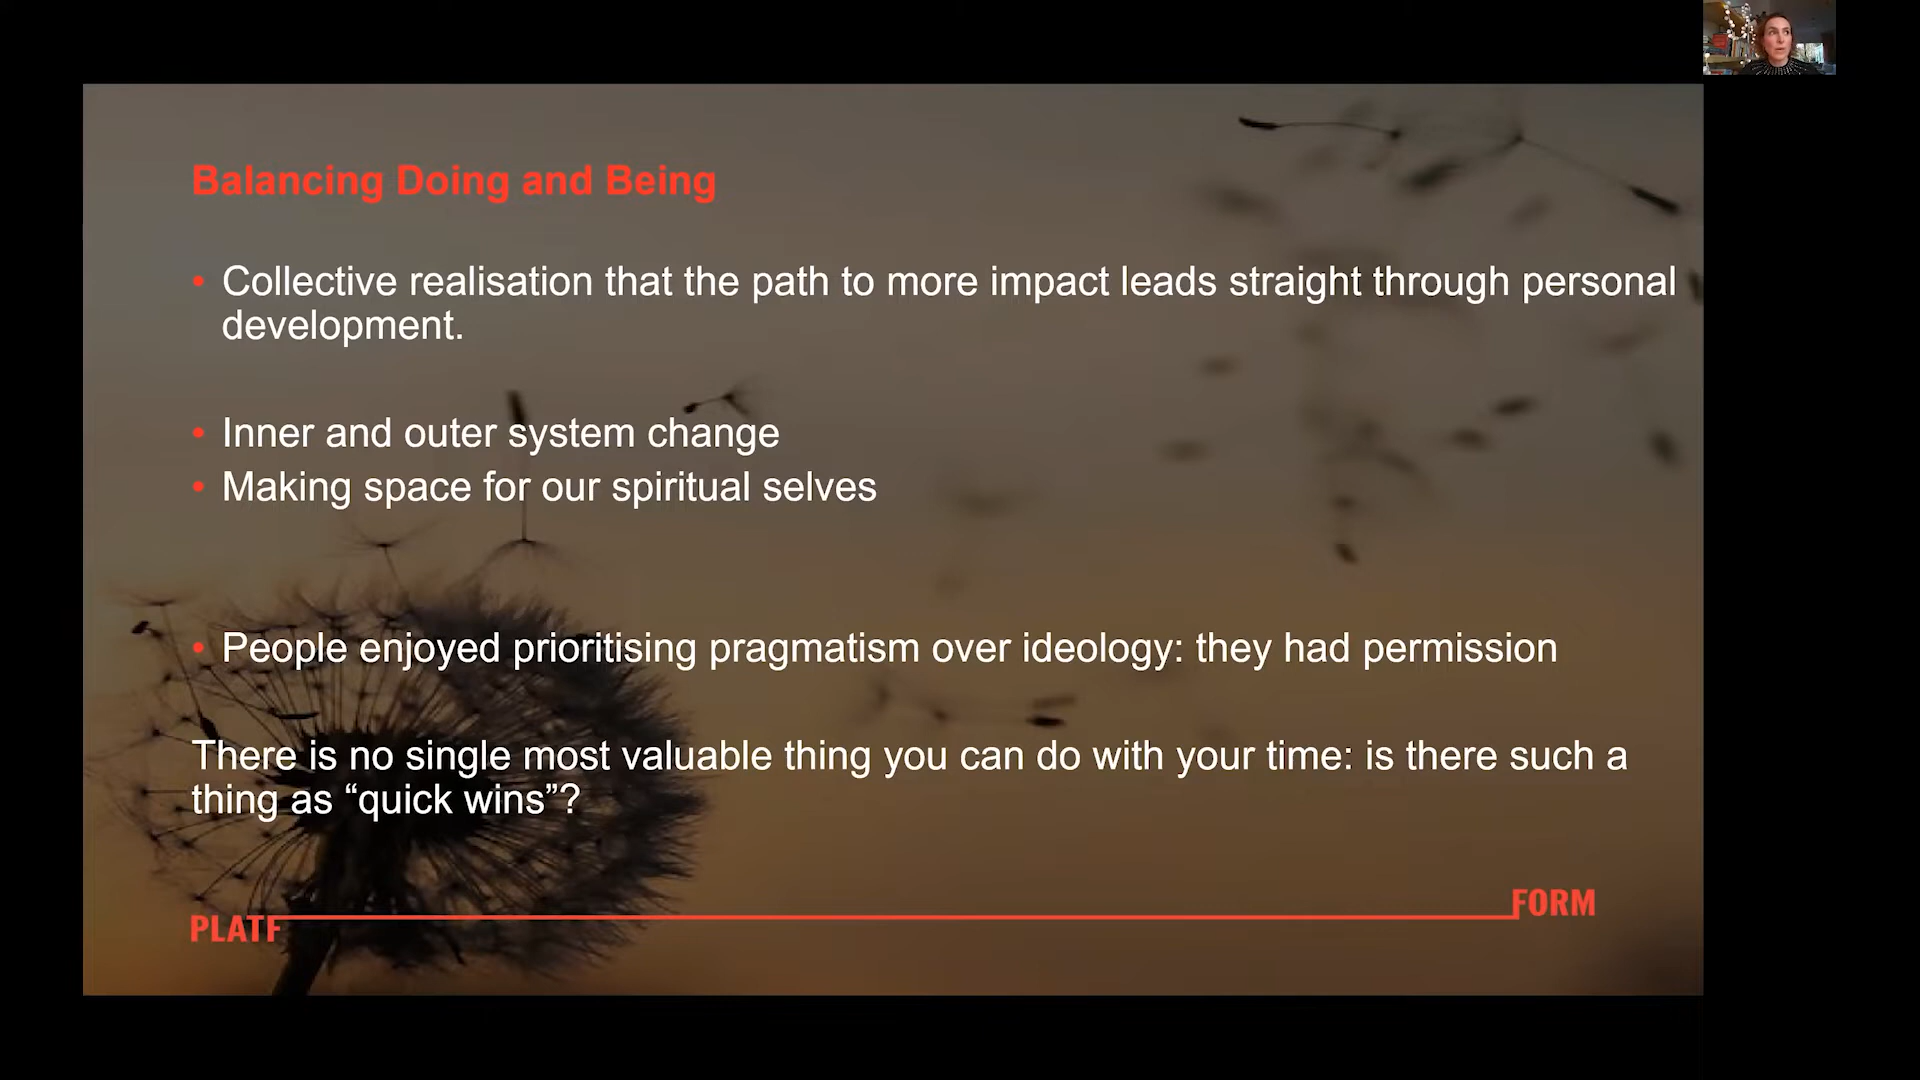 Balancing Doing and Being
• Collective realisation that the path to more impact leads straight through personal
development.
• Inner and outer system change
• Making space for our spiritual selves
• People enjoyed prioritising pragmatism over ideology: they had permission
There is no single most valuable thing you can do with your time: is there such a
thing as “quick wins”?
PLATF
FORM